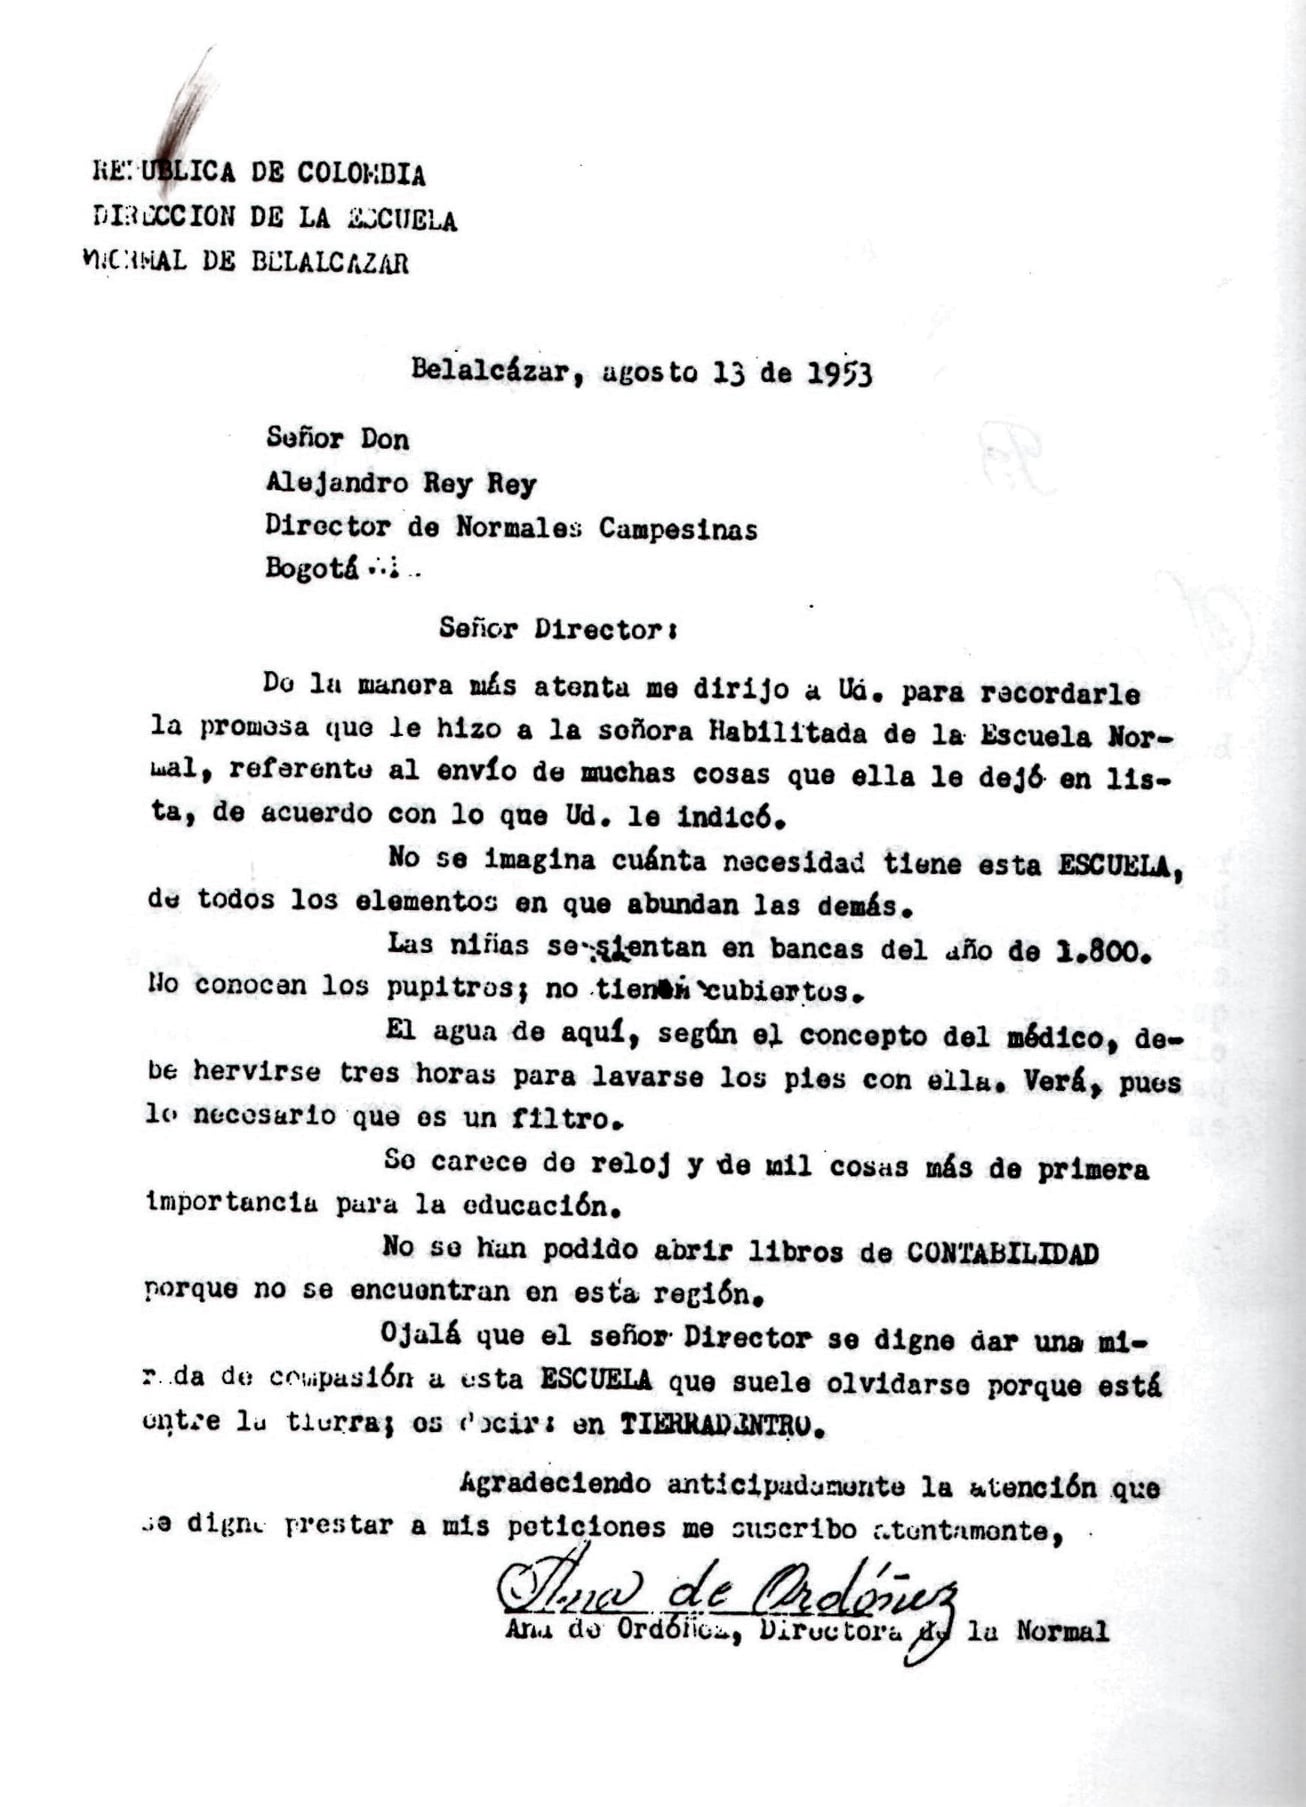 REPUBLICA DE COLOMBIA
DIRECCION DE LA ESCUELA
NORMAL DE BELALCAZAR
Belalcázar, agosto 13 de 1953
Señor Don
Alejandro Rey Rey
Director de Normales Campesinas
Bogotá
Señor Director:
De la manera más atenta me dirijo a Ud. para recordarle
la promesa que le hizo a la señora Habilitada de la Escuela Nor-
mal, referente al envío de muchas cosas que ella le dejó en lis-
ta, de acuerdo con lo que Ud. le indicó.
No se imagina cuánta necesidad tiene esta ESCUELA,
de todos los elementos en que abundan las demás.
Las niñas se sientan en bancas del año de 1.800.
No conocen los pupitres; no tienen cubiertos.
El agua de aquí, según el concepto del médico, de-
be hervirse tres horas para lavarse los pies con ella. Verá, pues
lo necesario que es un filtro.
Se carece de reloj y de mil cosas más de primera
importancia para la educación.
No se han podido abrir libros de CONTABILIDAD
porque no se encuentran en esta región.
Ojalá que el señor Director se digne dar una mi-
rada de compasión a esta ESCUELA que suele olvidarse porque está
entre la tierra; es decir: en TIERRADENTRO.
Agradeciendo anticipadamente la atención que
se digne prestar a mis peticiones me suscribo atentamente,
Ana de Ordóñez
Ana de Ordóñez, Directora de la Normal